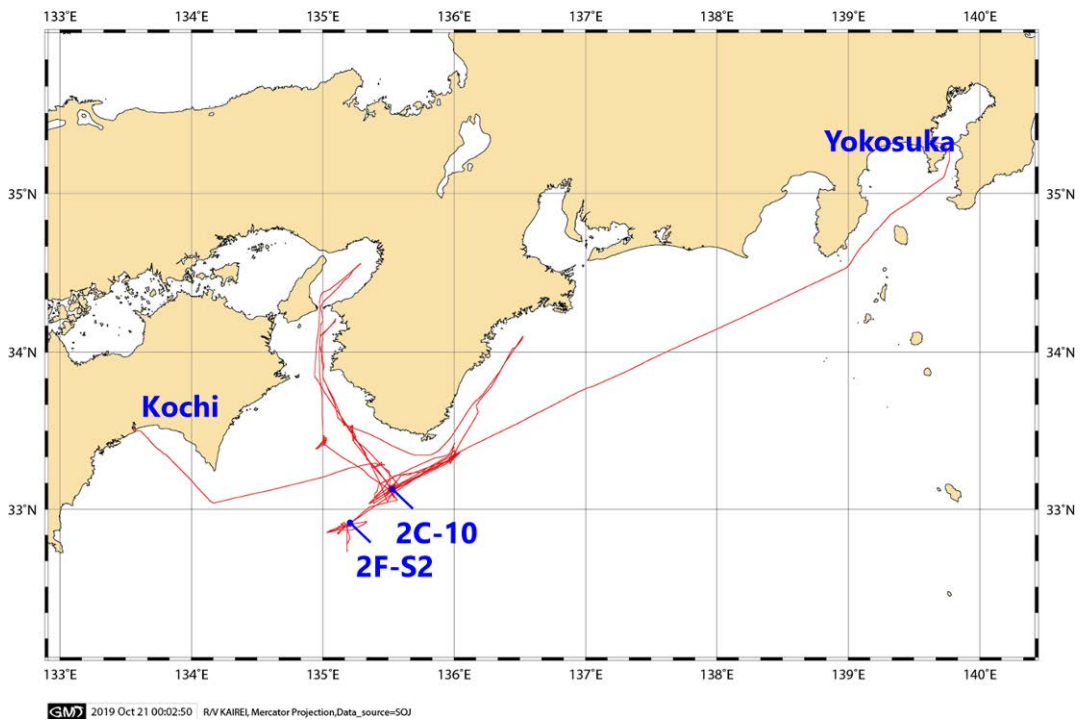 133°E 134°E 135°E 136°E 137°E 138°E 139°E 140°E
Yokosuka
35°N 35°N
34°N 34°N
Kochi
33°N 33°N
2C-10
2F-S2
133°E 134°E 135°E 136°E 137°E 138°E 139°E 140°E
GMT 2019 Oct 21 00:02:50 R/V KAIREI, Mercator Projection,Data_source=SOJ